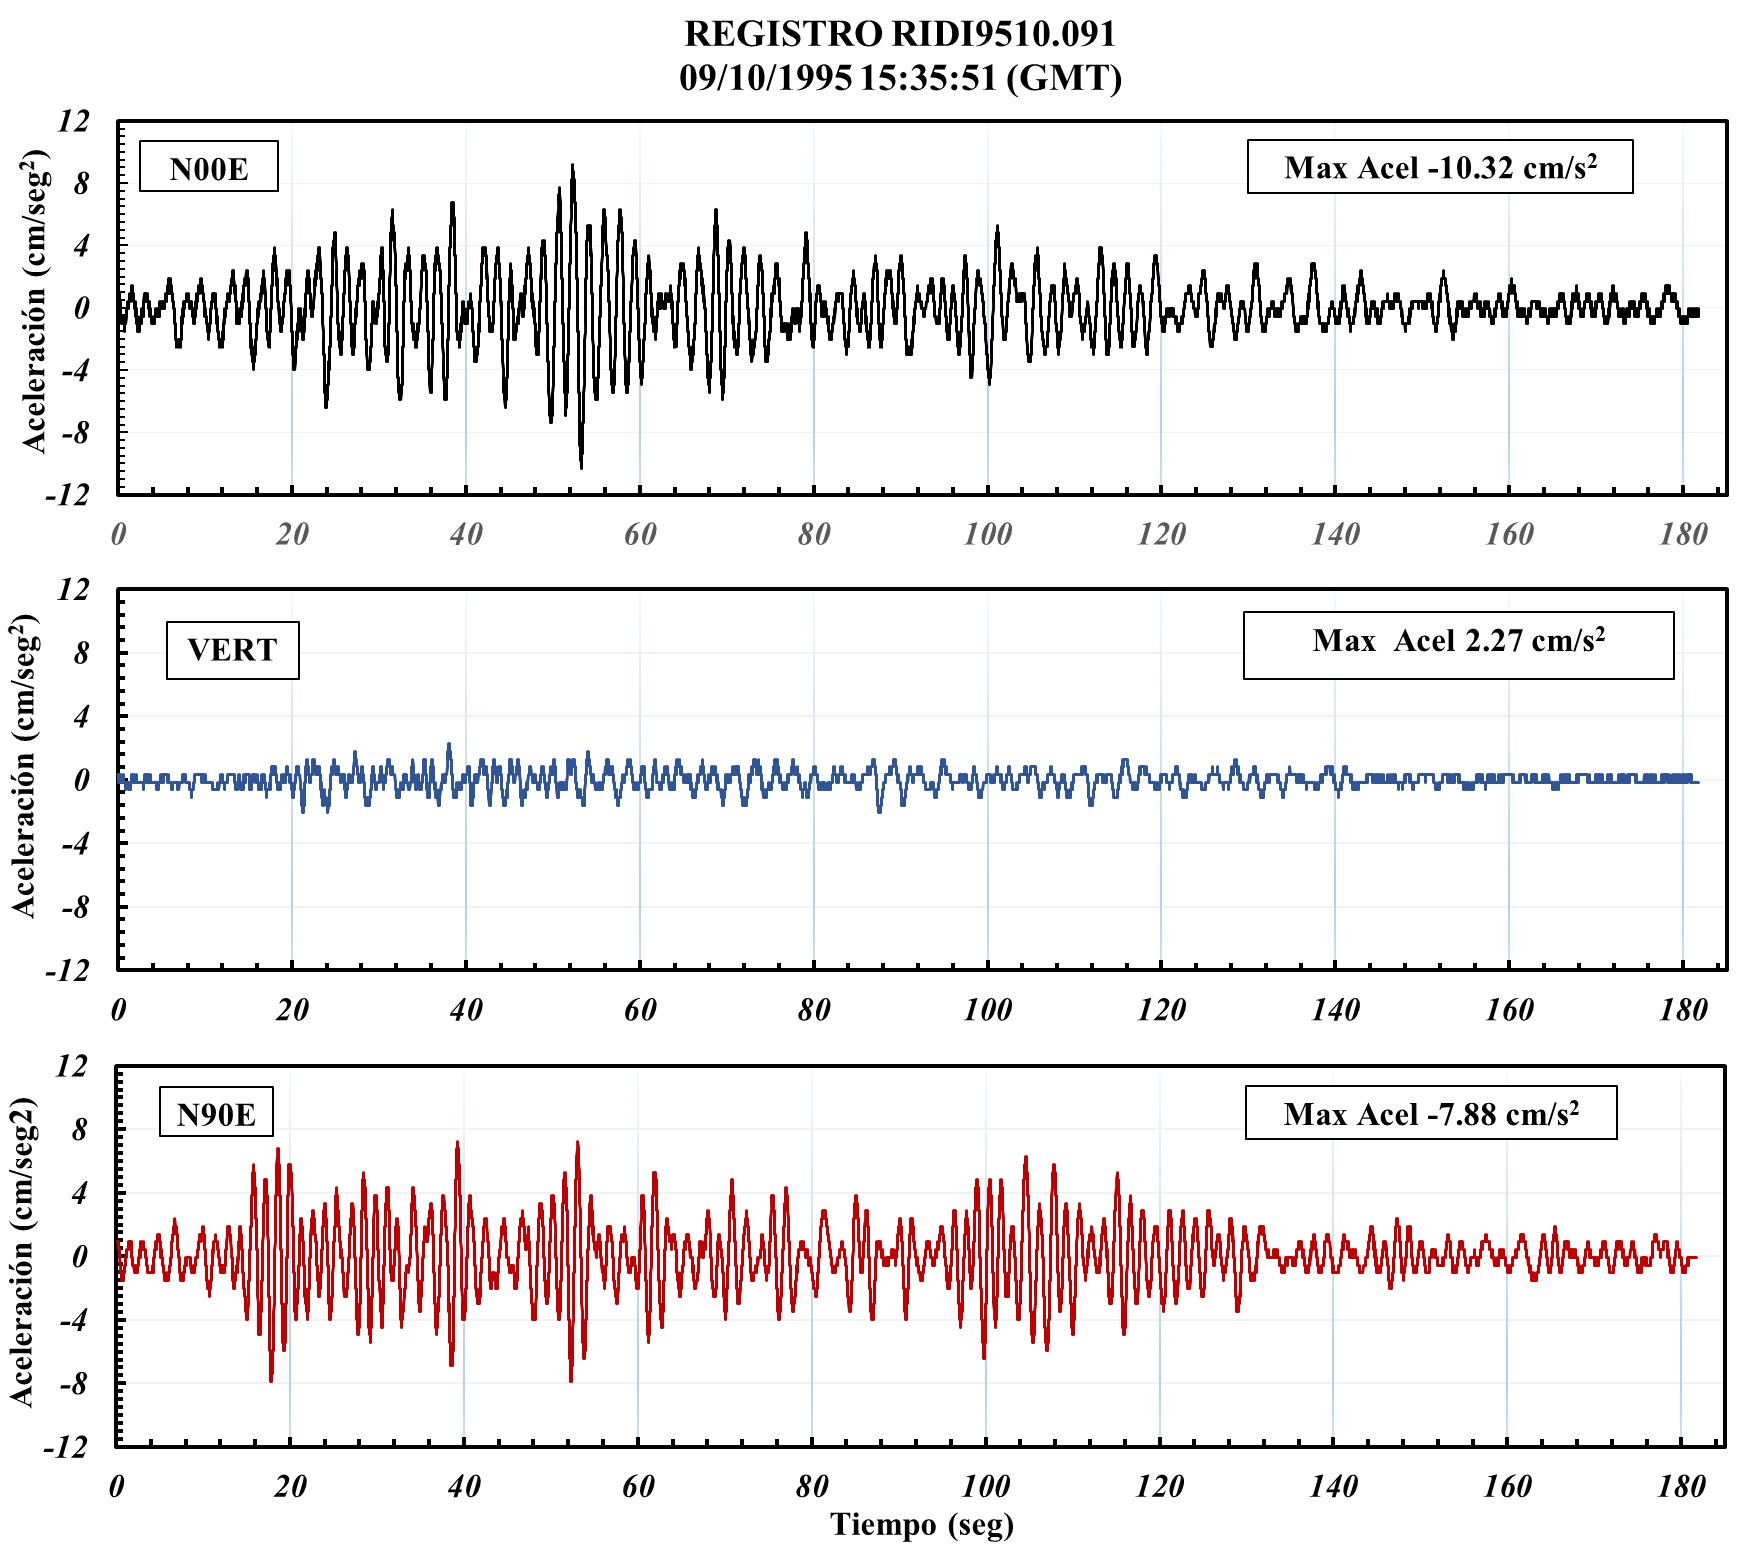 REGISTRO RIDI9510.091
09/10/1995 15:35:51 (GMT)
Aceleración (cm/seg²)
12
8
4
0
-4
-8
-12
N00E
Max Acel -10.32 cm/s²
0 20 40 60 80 100 120 140 160 180
Aceleración (cm/seg²)
12
8
4
0
-4
-8
-12
VERT
Max Acel 2.27 cm/s²
0 20 40 60 80 100 120 140 160 180
Aceleración (cm/seg2)
12
8
4
0
-4
-8
-12
N90E
Max Acel -7.88 cm/s²
0 20 40 60 80 100 120 140 160 180
Tiempo (seg)